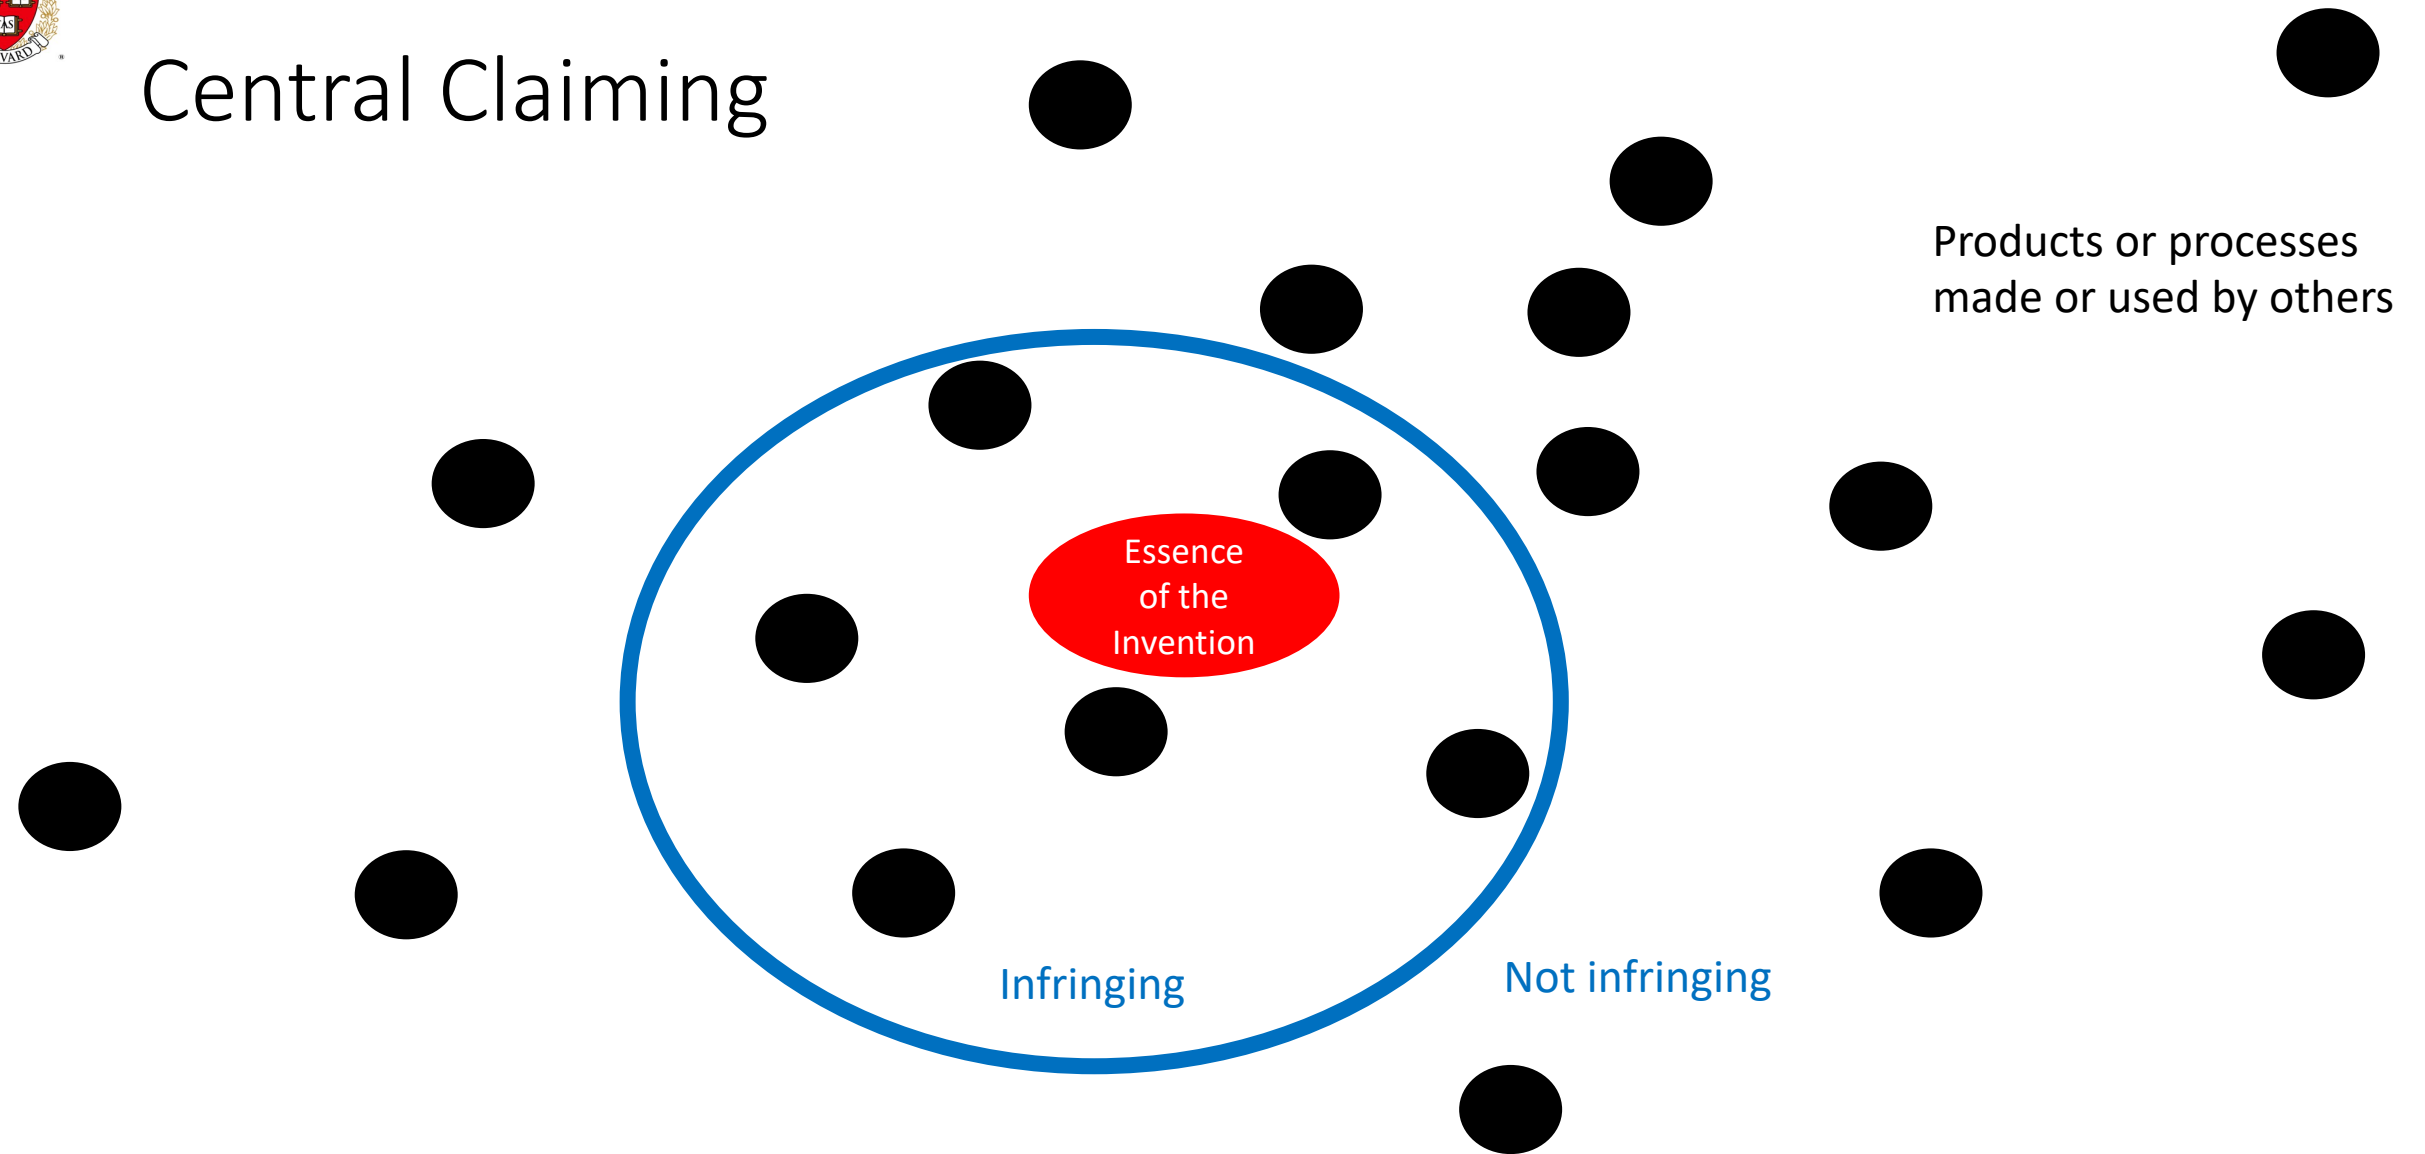 Central Claiming
Products or processes
made or used by others
Essence
of the
Invention
Infringing
Not infringing